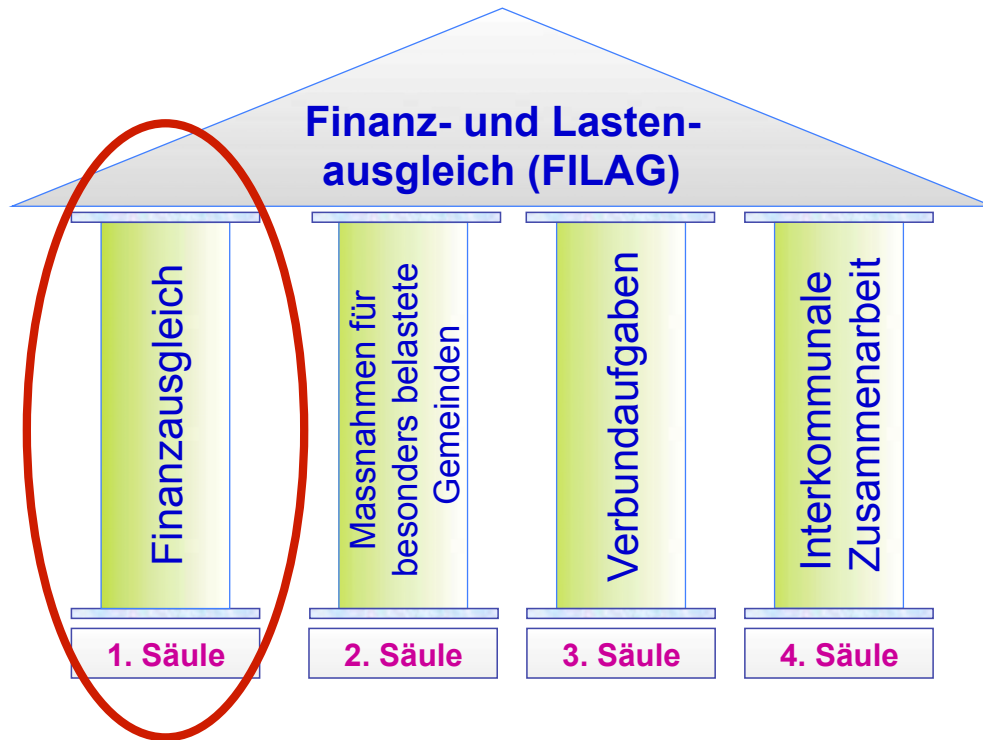 Finanz- und Lasten-
ausgleich (FILAG)
Finanzausgleich
Massnahmen für
besonders belastete
Gemeinden
Verbundaufgaben
Interkommunale
Zusammenarbeit
1. Säule
2. Säule
3. Säule
4. Säule